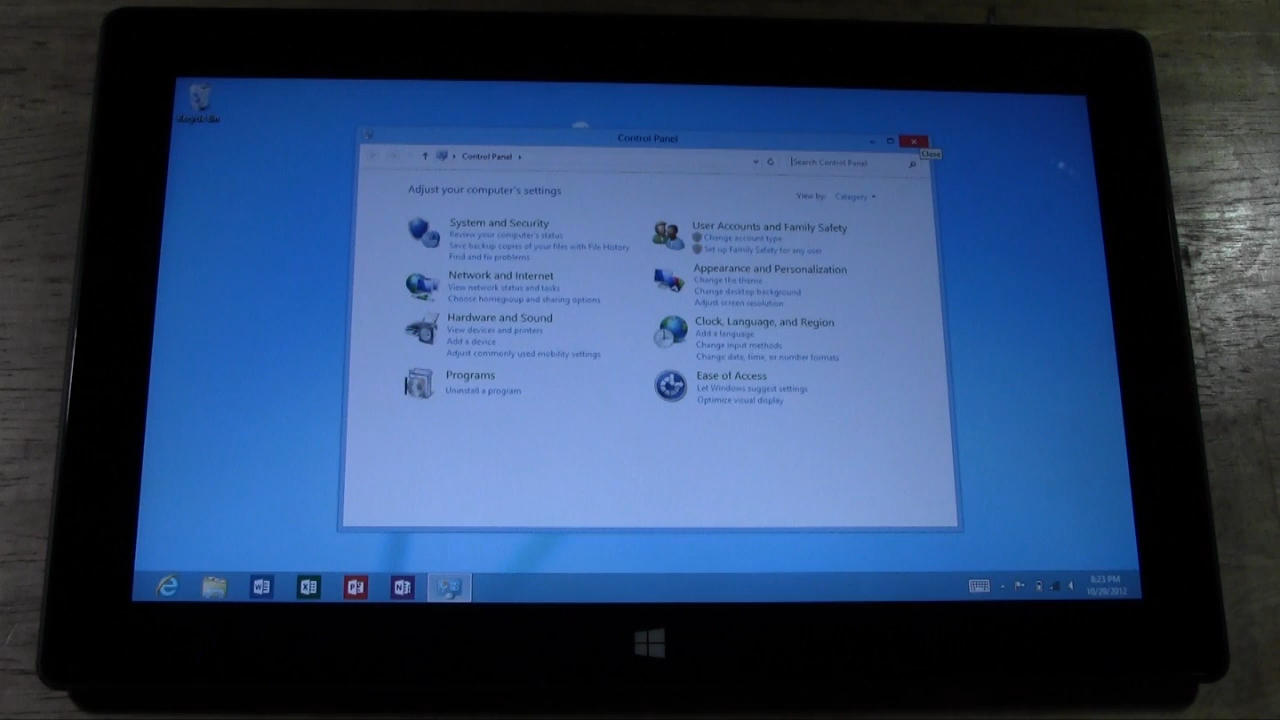 Control Panel
Close
Control Panel
Search Control Panel
Adjust your computer's settings
View by: Category
System and Security
Review your computer's status
Save backup copies of your files with File History
Find and fix problems
Network and Internet
View network status and tasks
Choose homegroup and sharing options
Hardware and Sound
View devices and printers
Add a device
Adjust commonly used mobility settings
Programs
Uninstall a program
User Accounts and Family Safety
Change account type
Set up Family Safety for any user
Appearance and Personalization
Change the theme
Change desktop background
Adjust screen resolution
Clock, Language, and Region
Add a language
Change input methods
Change date, time, or number formats
Ease of Access
Let Windows suggest settings
Optimize visual display
8:23 PM
10/29/2012